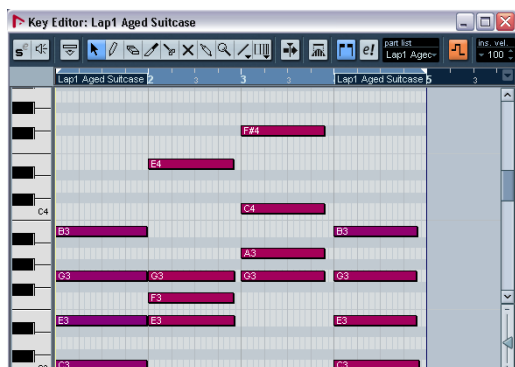 Key Editor: Lap1 Aged Suitcase
part list
ins. vel.
Lap1 Agec
100
Lap1 Aged Suitcase 2 3 3 3 Lap1 Aged Suitcase 5 3
F#4
E4
C4
C4
B3 B3
A3
G3 G3 G3 G3
F3
E3 E3 E3
C3 C3